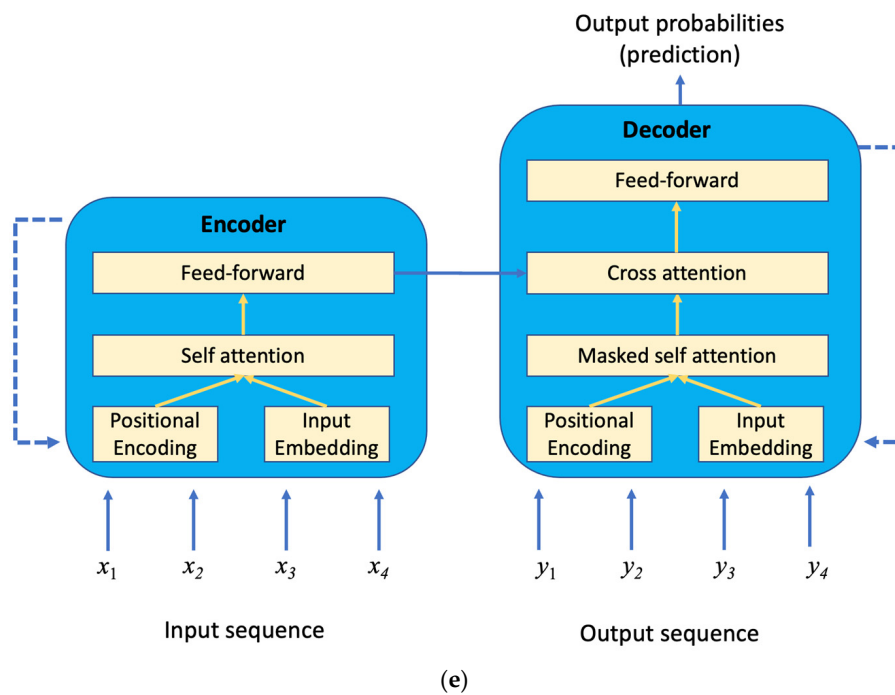 Output probabilities
(prediction)
Decoder
Feed-forward
Encoder
Feed-forward
Cross attention
Self attention
Masked self attention
Positional
Encoding
Input
Embedding
Positional
Encoding
Input
Embedding
x1 x2 x3 x4
y1 y2 y3 y4
Input sequence
Output sequence
(e)